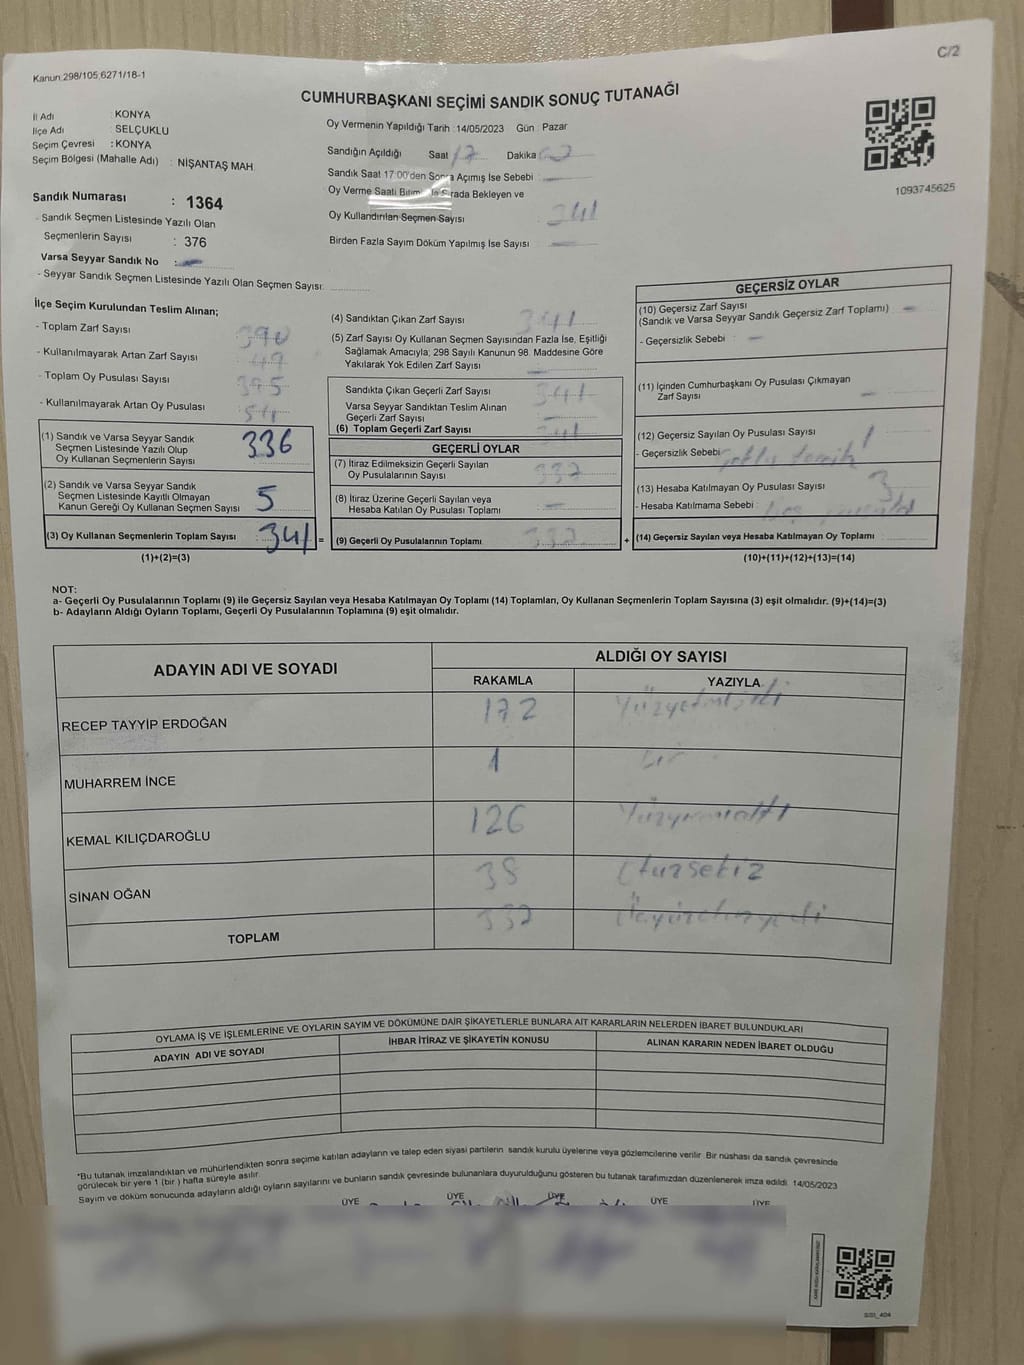 C/2
Kanun 298/105,6271/18-1
CUMHURBAŞKANI SEÇİMİ SANDIK SONUÇ TUTANAĞI
İl Adı : KONYA
İlçe Adı : SELÇUKLU
Seçim Çevresi : KONYA
Seçim Bölgesi (Mahalle Adı) : NİŞANTAŞ MAH.
Sandık Numarası : 1364
- Sandık Seçmen Listesinde Yazılı Olan
Seçmenlerin Sayısı : 376
Varsa Seyyar Sandık No :
- Seyyar Sandık Seçmen Listesinde Yazılı Olan Seçmen Sayısı:
Oy Vermenin Yapıldığı Tarih :14/05/2023 Gün : Pazar
Sandığın Açıldığı Saat 17 Dakika
Sandık Saat 17:00'den Sonra Açımış İse Sebebi :
Oy Verme Saati Bitiminde Sırada Bekleyen ve
Oy Kullandırılan Seçmen Sayısı : 341
Birden Fazla Sayım Döküm Yapılmış İse Sayısı : —
1093745625
İlçe Seçim Kurulundan Teslim Alınan;
- Toplam Zarf Sayısı : 390
- Kullanılmayarak Artan Zarf Sayısı : 49
- Toplam Oy Pusulası Sayısı : 395
- Kullanılmayarak Artan Oy Pusulası : 54
(1) Sandık ve Varsa Seyyar Sandık
Seçmen Listesinde Yazılı Olup
Oy Kullanan Seçmenlerin Sayısı : 336
(2) Sandık ve Varsa Seyyar Sandık
Seçmen Listesinde Kayıtlı Olmayan
Kanun Gereği Oy Kullanan Seçmen Sayısı : 5
(3) Oy Kullanan Seçmenlerin Toplam Sayısı : 341 =
(1)+(2)=(3)
(4) Sandıktan Çıkan Zarf Sayısı : 341
(5) Zarf Sayısı Oy Kullanan Seçmen Sayısından Fazla İse, Eşitliği
Sağlamak Amacıyla; 298 Sayılı Kanunun 98. Maddesine Göre
Yakılarak Yok Edilen Zarf Sayısı : —
Sandıkta Çıkan Geçerli Zarf Sayısı : 341
Varsa Seyyar Sandıktan Teslim Alınan
Geçerli Zarf Sayısı : —
(6) Toplam Geçerli Zarf Sayısı : 341
GEÇERLİ OYLAR
(7) İtiraz Edilmeksizin Geçerli Sayılan
Oy Pusulalarının Sayısı : 337
(8) İtiraz Üzerine Geçerli Sayılan veya
Hesaba Katılan Oy Pusulası Toplamı : —
(9) Geçerli Oy Pusulalarının Toplamı : 337 +
GEÇERSİZ OYLAR
(10) Geçersiz Zarf Sayısı
(Sandık ve Varsa Seyyar Sandık Geçersiz Zarf Toplamı) : —
- Geçersizlik Sebebi : —
(11) İçinden Cumhurbaşkanı Oy Pusulası Çıkmayan
Zarf Sayısı : —
(12) Geçersiz Sayılan Oy Pusulası Sayısı : 1
- Geçersizlik Sebebi
(13) Hesaba Katılmayan Oy Pusulası Sayısı : 3
- Hesaba Katılmama Sebebi :
(14) Geçersiz Sayılan veya Hesaba Katılmayan Oy Toplamı :
(10)+(11)+(12)+(13)=(14)
NOT:
a- Geçerli Oy Pusulalarının Toplamı (9) ile Geçersiz Sayılan veya Hesaba Katılmayan Oy Toplamı (14) Toplamları, Oy Kullanan Seçmenlerin Toplam Sayısına (3) eşit olmalıdır. (9)+(14)=(3)
b- Adayların Aldığı Oyların Toplamı, Geçerli Oy Pusulalarının Toplamına (9) eşit olmalıdır.
ADAYIN ADI VE SOYADI ALDIĞI OY SAYISI
RAKAMLA YAZIYLA
RECEP TAYYİP ERDOĞAN 172 Yüzyetmişiki
MUHARREM İNCE 1 bir
KEMAL KILIÇDAROĞLU 126 Yüzyirmialtı
SİNAN OĞAN 38 Otuzsekiz
TOPLAM 337 Üçyüzotuzyedi
OYLAMA İŞ VE İŞLEMLERİNE VE OYLARIN SAYIM VE DÖKÜMÜNE DAİR ŞİKAYETLERLE BUNLARA AİT KARARLARIN NELERDEN İBARET BULUNDUKLARI
ADAYIN ADI VE SOYADI İHBAR İTİRAZ VE ŞİKAYETİN KONUSU ALINAN KARARIN NEDEN İBARET OLDUĞU
*Bu tutanak imzalandıktan ve mühürlendikten sonra seçime katılan adayların ve talep eden siyasi partilerin sandık kurulu üyelerine veya gözlemcilerine verilir. Bir nüshası da sandık çevresinde
görülecek bir yere 1 (bir ) hafta süreyle asılır.
Sayım ve döküm sonucunda adayların aldığı oyların sayılarını ve bunların sandık çevresinde bulunanlara duyurulduğunu gösteren bu tutanak tarafımızdan düzenlenerek imza edildi. 14/05/2023
ÜYE ÜYE ÜYE ÜYE ÜYE